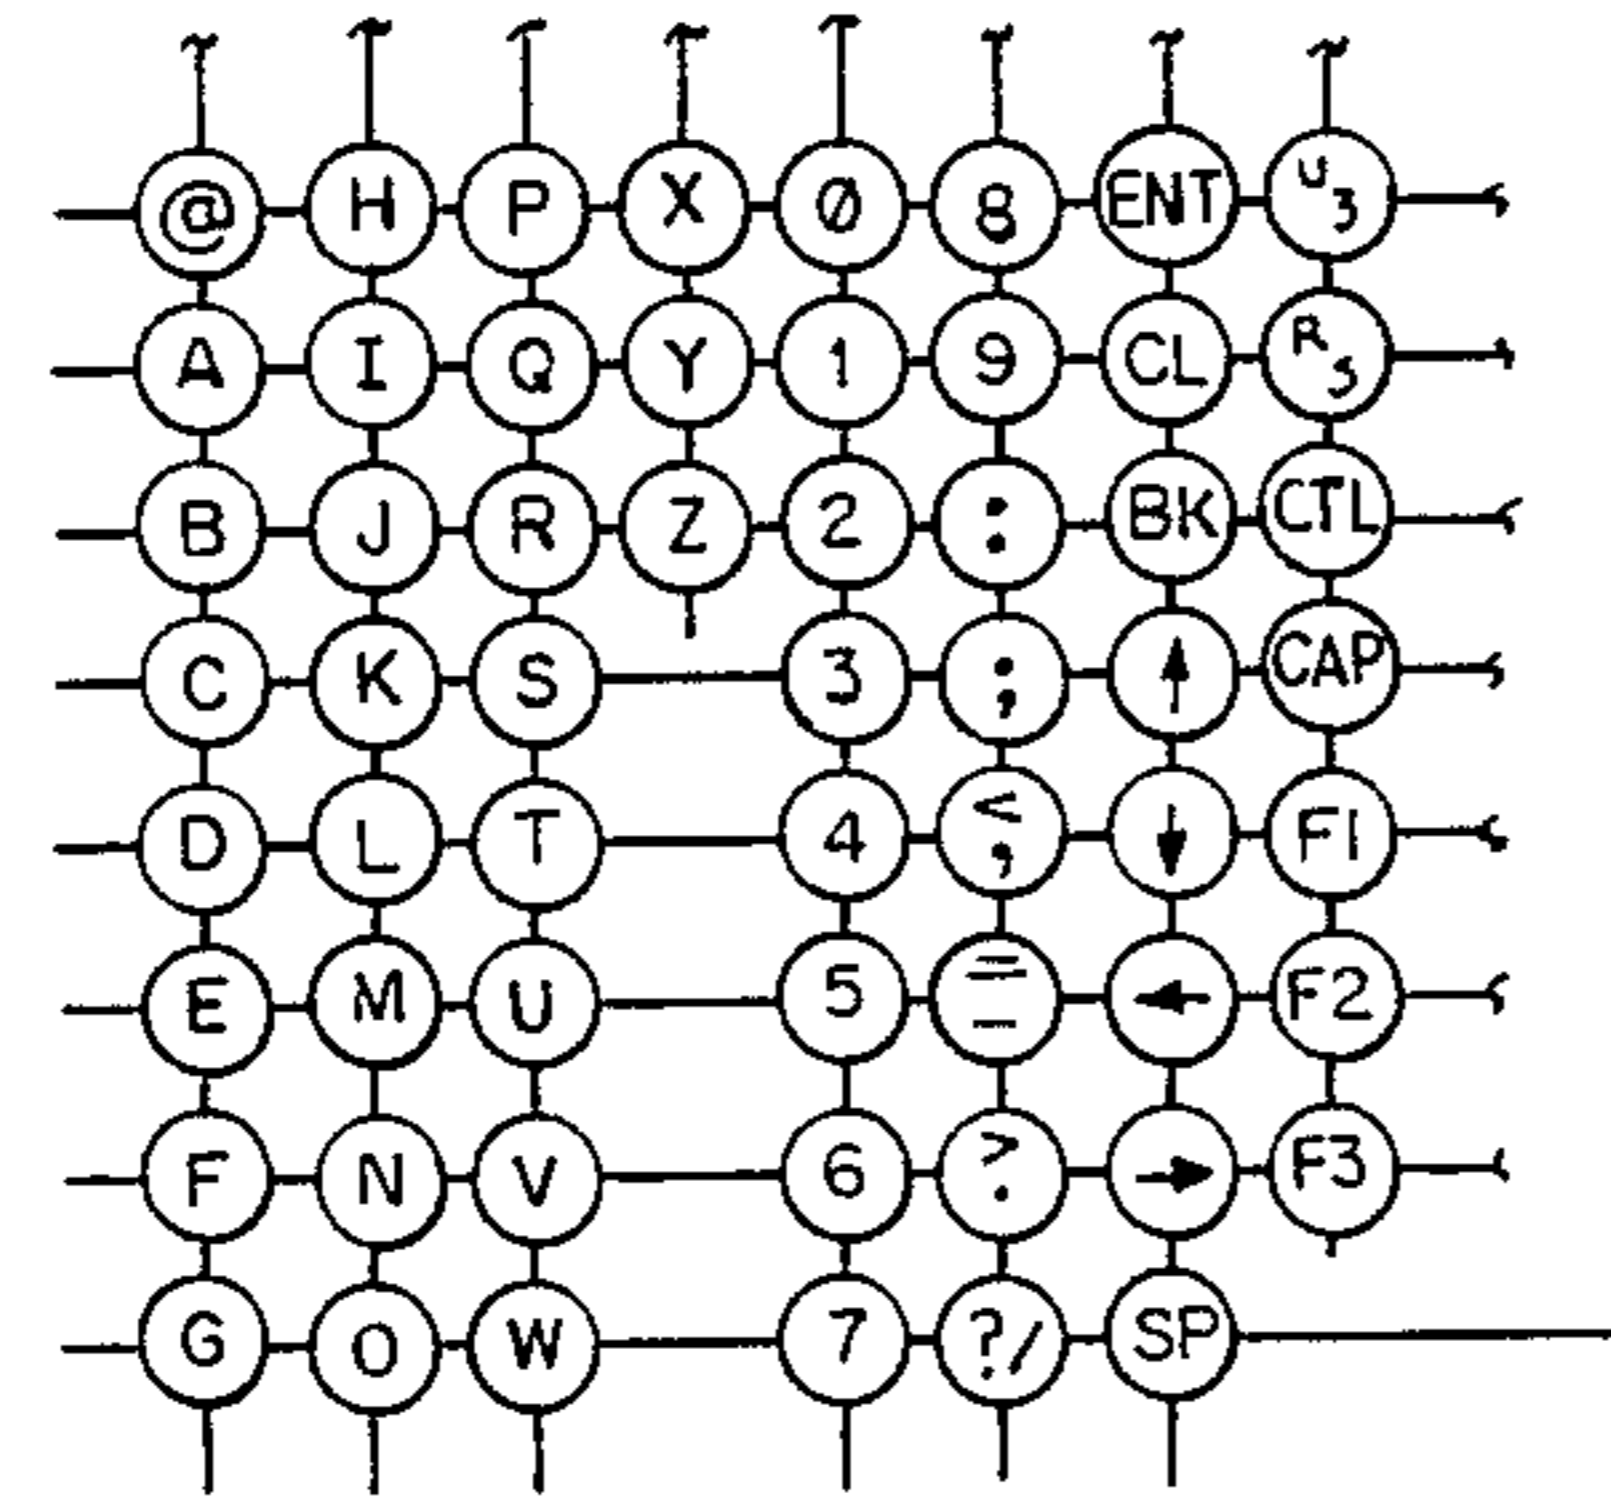 @ H P X 0 8 ENT U3
A I Q Y 1 9 CL R3
B J R Z 2 : BK CTL
C K S 3 ; ↑ CAP
D L T 4 < , ↓ F1
E M U 5 = - ← F2
F N V 6 > . → F3
G O W 7 ?/ SP